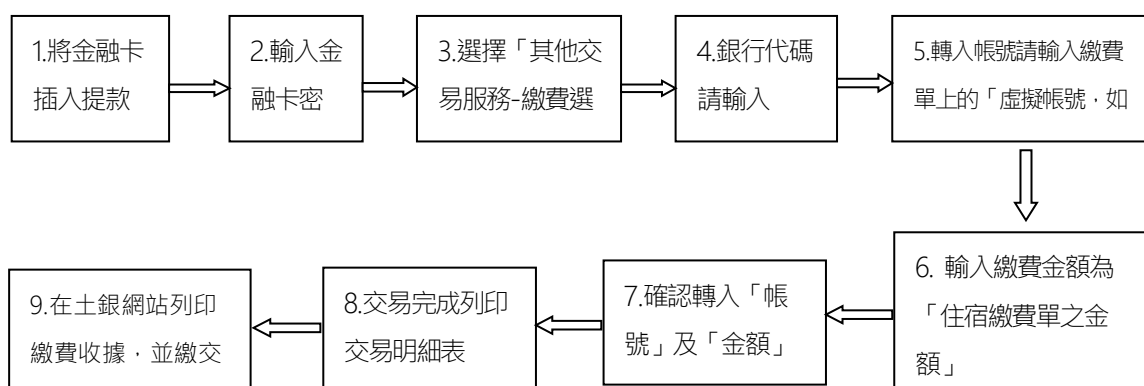 1.將金融卡
插入提款
2.輸入金
融卡密
3.選擇「其他交
易服務-繳費選
4.銀行代碼
請輸入
5.轉入帳號請輸入繳費
單上的「虛擬帳號，如
6. 輸入繳費金額為
「住宿繳費單之金
額」
7.確認轉入「帳
號」及「金額」
8.交易完成列印
交易明細表
9.在土銀網站列印
繳費收據，並繳交